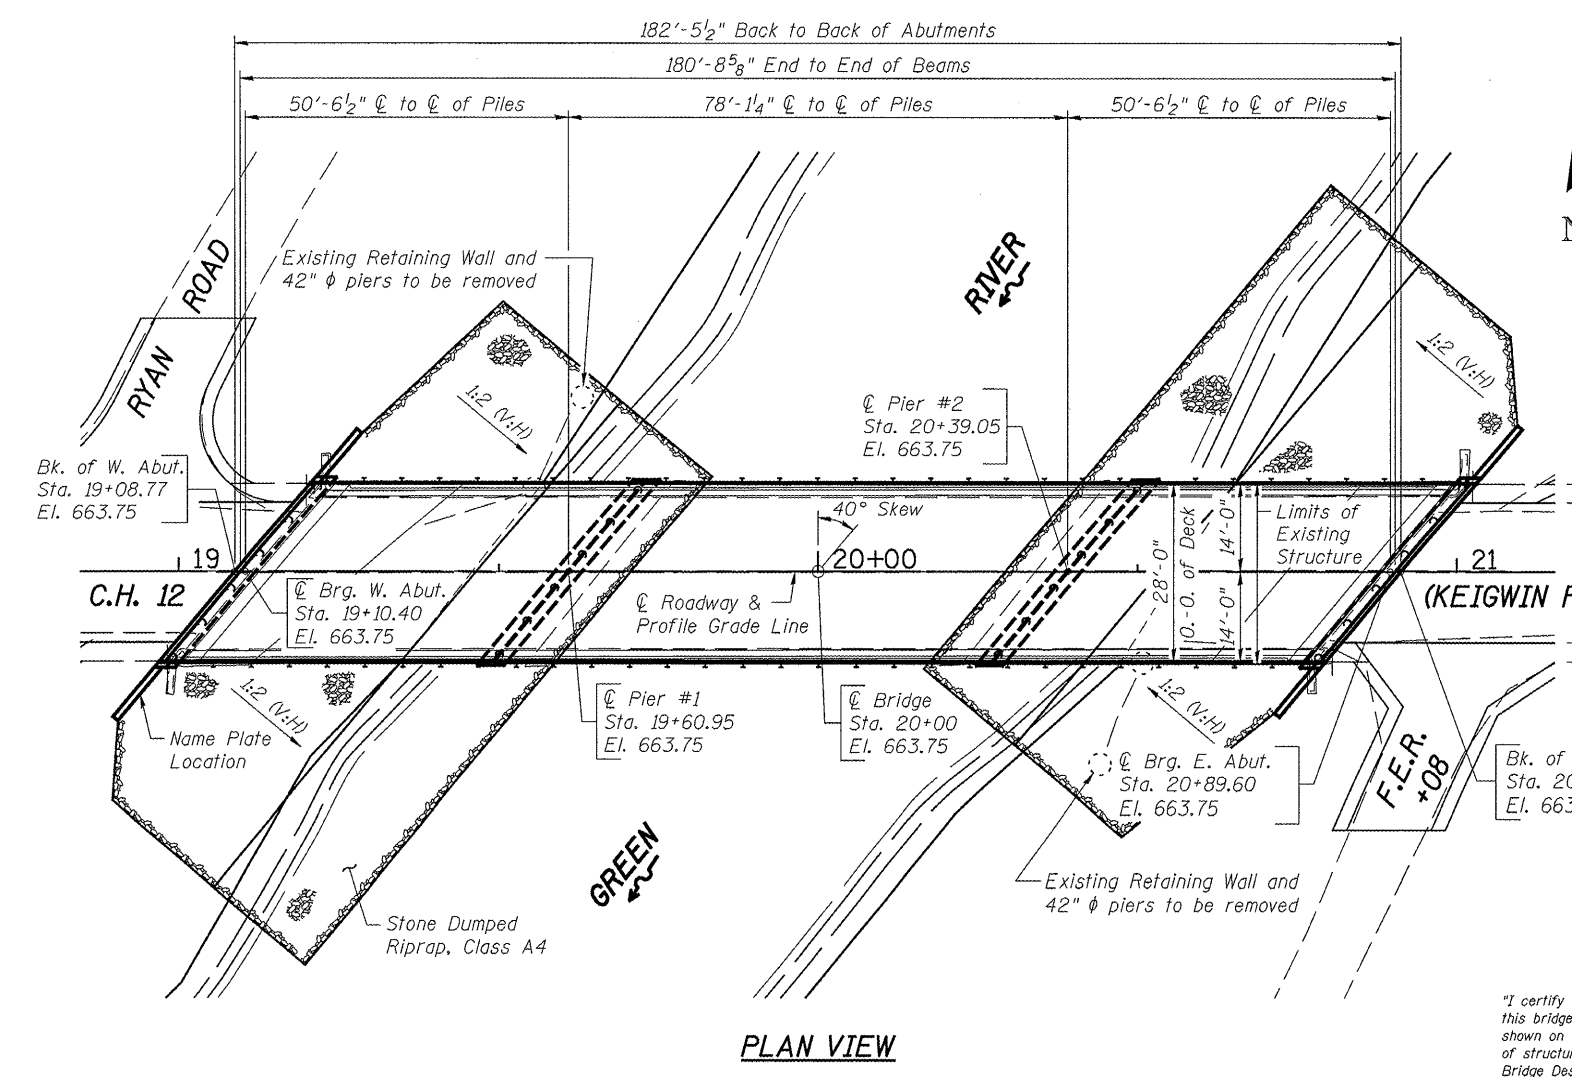 182'-5½" Back to Back of Abutments
180'-8⅝" End to End of Beams
50'-6½" ℄ to ℄ of Piles
78'-1¼" ℄ to ℄ of Piles
50'-6½" ℄ to ℄ of Piles
RYAN ROAD
Existing Retaining Wall and
42" ϕ piers to be removed
RIVER
N
1:2 (V:H)
1:2 (V:H)
℄ Pier #2
Sta. 20+39.05
El. 663.75
Bk. of W. Abut.
Sta. 19+08.77
El. 663.75
40° Skew
28'-0"
O.-O. of Deck
14'-0"
14'-0"
Limits of
Existing
Structure
19
20+00
21
C.H. 12
℄ Brg. W. Abut.
Sta. 19+10.40
El. 663.75
℄ Roadway &
Profile Grade Line
(KEIGWIN
1:2 (V:H)
1:2 (V:H)
℄ Pier #1
Sta. 19+60.95
El. 663.75
℄ Bridge
Sta. 20+00
El. 663.75
Name Plate
Location
℄ Brg. E. Abut.
Sta. 20+89.60
El. 663.75
F.E.R.
+08
Bk. of
Sta. 20
El. 663
GREEN
Existing Retaining Wall and
42" ϕ piers to be removed
Stone Dumped
Riprap, Class A4
"I certify
this bridge
shown on
of structu
Bridge Des
PLAN VIEW